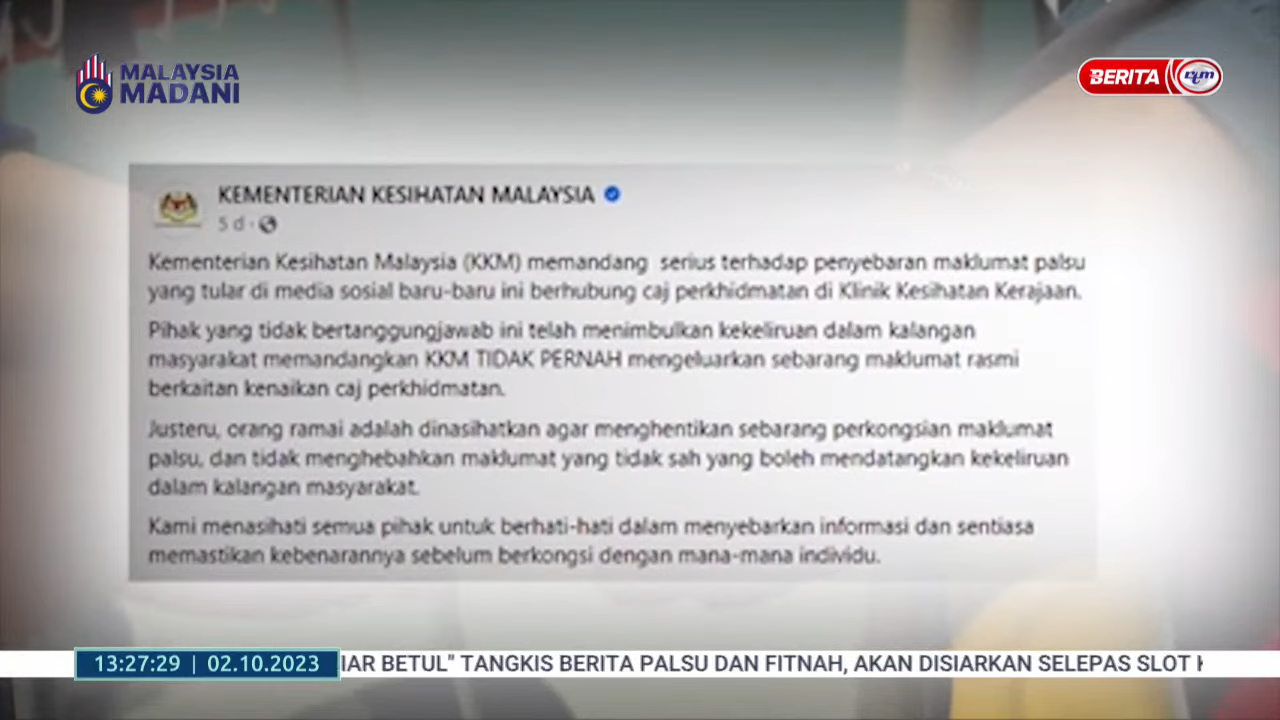 MALAYSIA
MADANI
BERITA rtm
KEMENTERIAN KESIHATAN MALAYSIA
5 d ·
Kementerian Kesihatan Malaysia (KKM) memandang serius terhadap penyebaran maklumat palsu
yang tular di media sosial baru-baru ini berhubung caj perkhidmatan di Klinik Kesihatan Kerajaan.
Pihak yang tidak bertanggungjawab ini telah menimbulkan kekeliruan dalam kalangan
masyarakat memandangkan KKM TIDAK PERNAH mengeluarkan sebarang maklumat rasmi
berkaitan kenaikan caj perkhidmatan.
Justeru, orang ramai adalah dinasihatkan agar menghentikan sebarang perkongsian maklumat
palsu, dan tidak menghebahkan maklumat yang tidak sah yang boleh mendatangkan kekeliruan
dalam kalangan masyarakat.
Kami menasihati semua pihak untuk berhati-hati dalam menyebarkan informasi dan sentiasa
memastikan kebenarannya sebelum berkongsi dengan mana-mana individu.
13:27:29 | 02.10.2023 IAR BETUL" TANGKIS BERITA PALSU DAN FITNAH, AKAN DISIARKAN SELEPAS SLOT